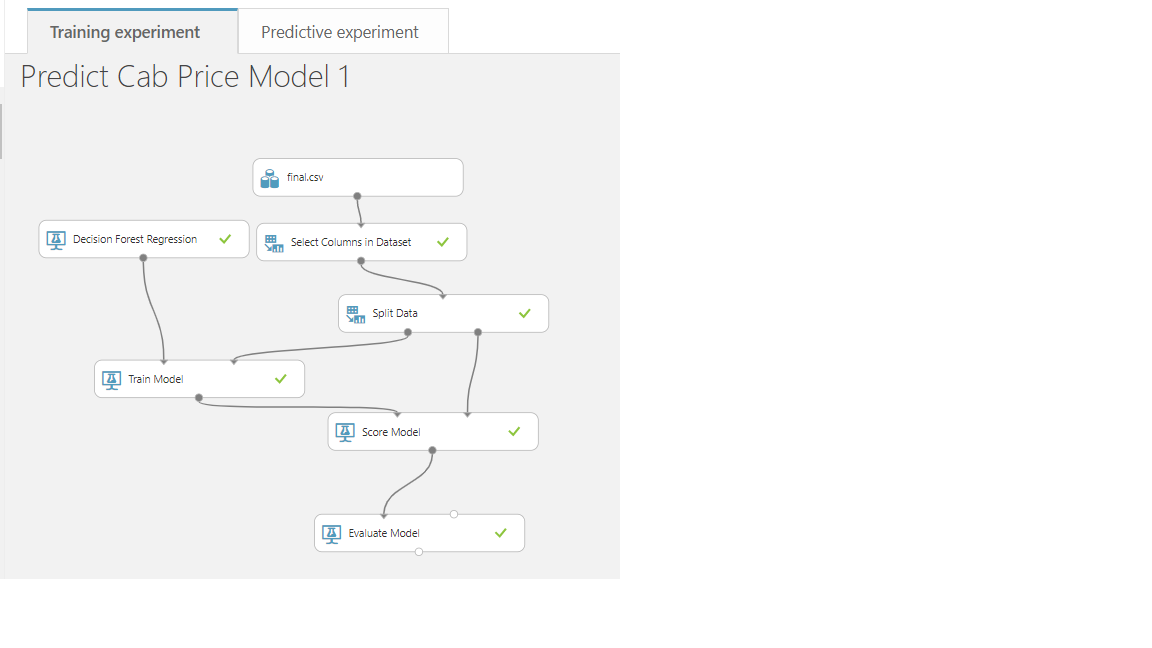 Training experiment
Predictive experiment
Predict Cab Price Model 1
final.csv
Decision Forest Regression
Select Columns in Dataset
Split Data
Train Model
Score Model
Evaluate Model